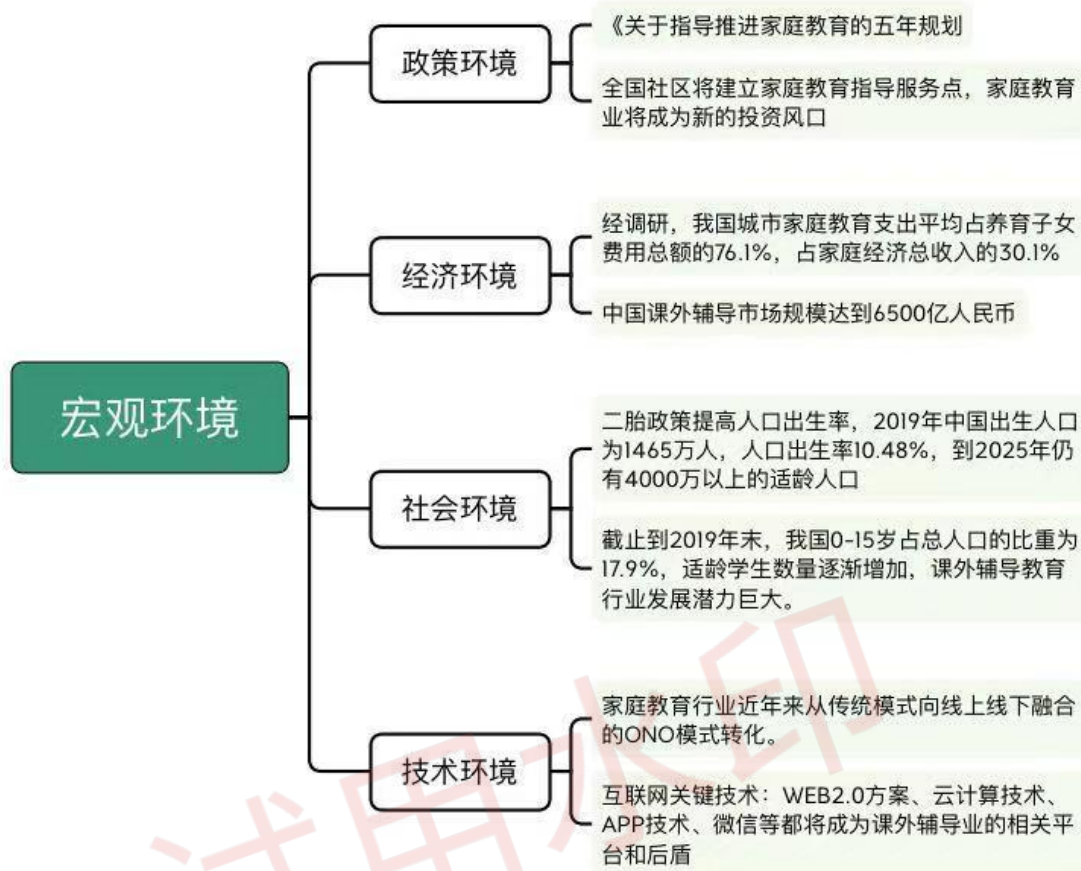 政策环境
《关于指导推进家庭教育的五年规划
全国社区将建立家庭教育指导服务点，家庭教育
业将成为新的投资风口
经济环境
经调研，我国城市家庭教育支出平均占养育子女
费用总额的76.1%，占家庭经济总收入的30.1%
中国课外辅导市场规模达到6500亿人民币
宏观环境
社会环境
二胎政策提高人口出生率，2019年中国出生人口
为1465万人，人口出生率10.48%，到2025年仍
有4000万以上的适龄人口
截止到2019年末，我国0-15岁占总人口的比重为
17.9%，适龄学生数量逐渐增加，课外辅导教育
行业发展潜力巨大。
技术环境
家庭教育行业近年来从传统模式向线上线下融合
的ONO模式转化。
互联网关键技术：WEB2.0方案、云计算技术、
APP技术、微信等都将成为课外辅导业的相关平
台和后盾
试用水印